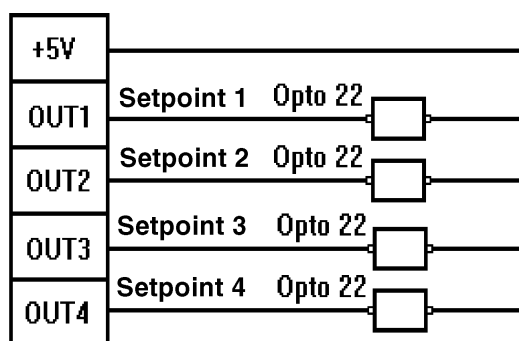 +5V
OUT1 Setpoint 1 Opto 22
OUT2 Setpoint 2 Opto 22
OUT3 Setpoint 3 Opto 22
OUT4 Setpoint 4 Opto 22